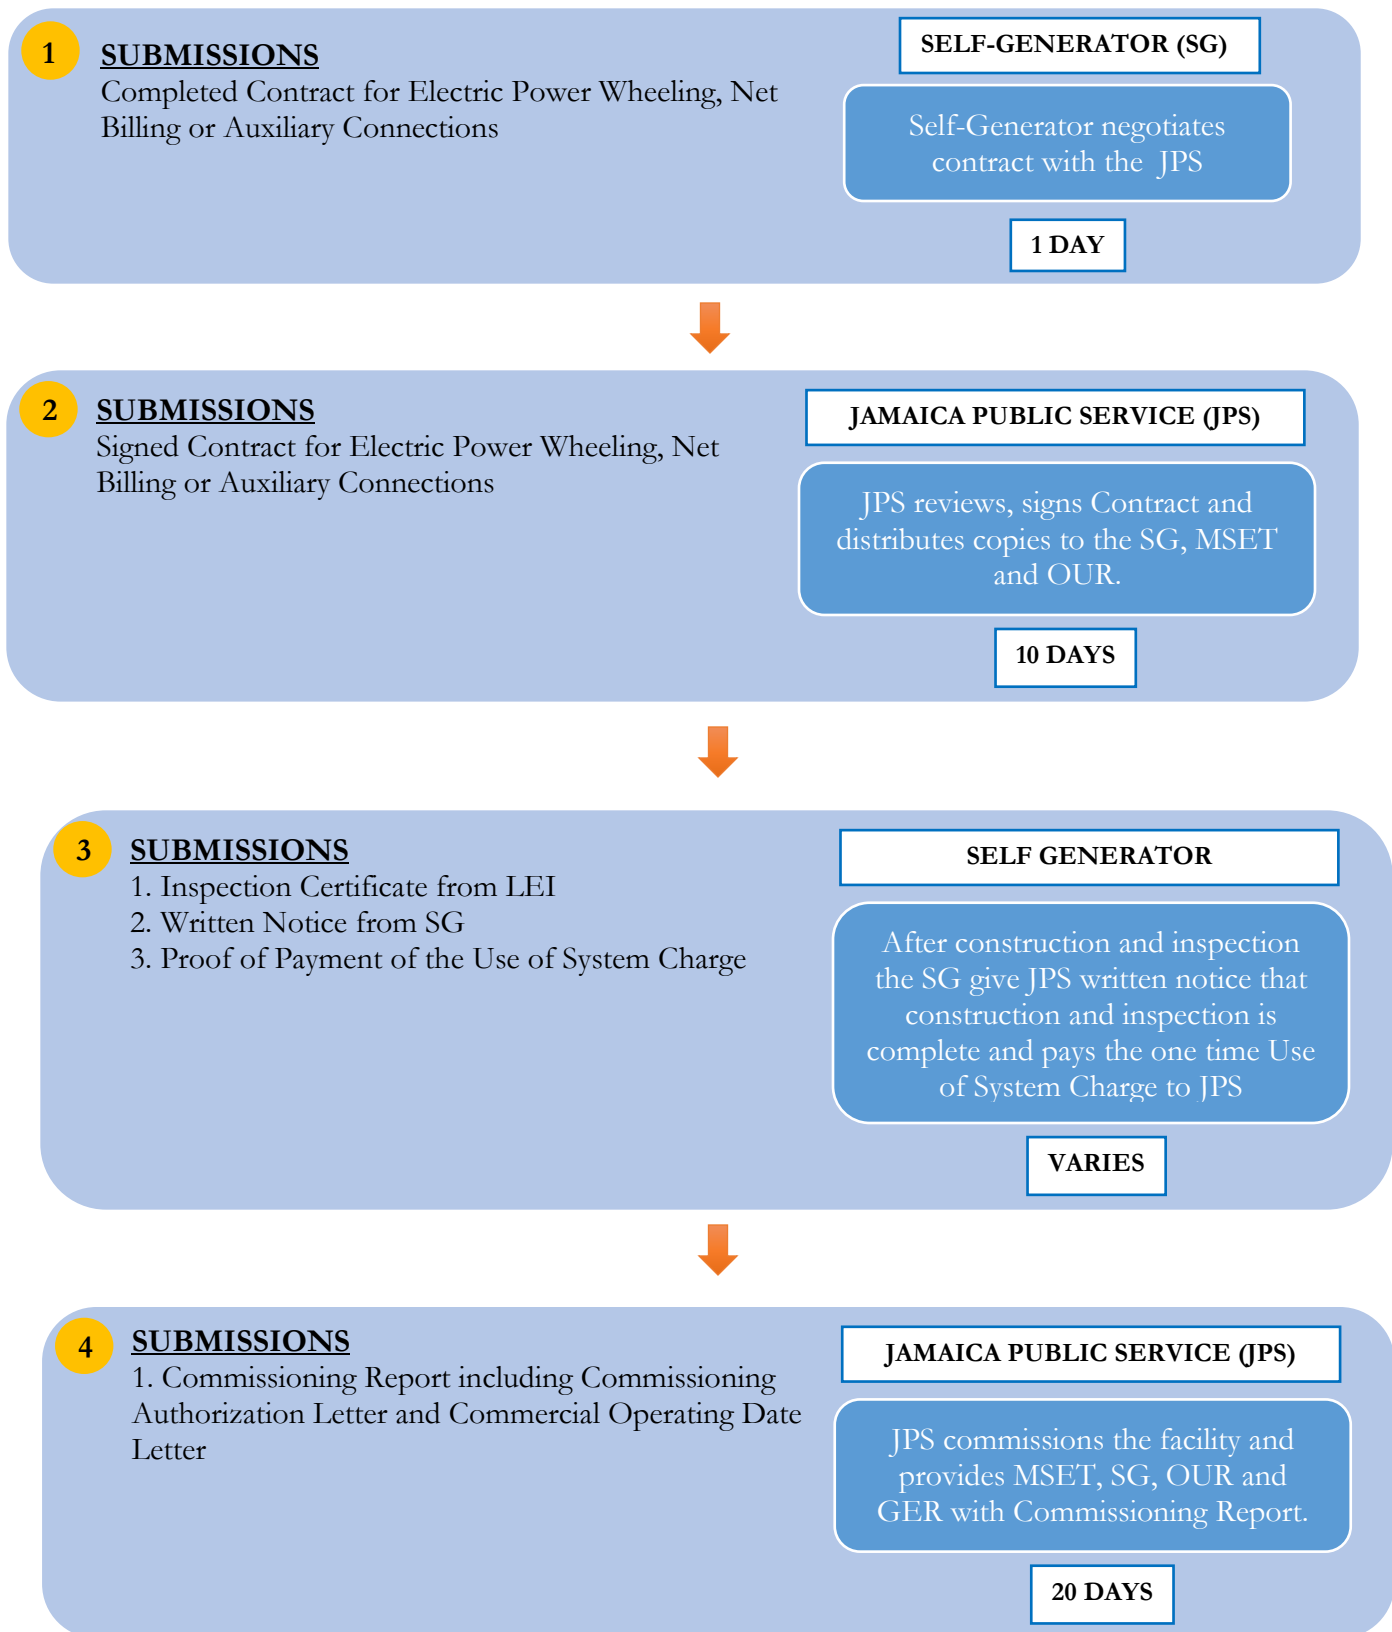 1
SUBMISSIONS
Completed Contract for Electric Power Wheeling, Net
Billing or Auxiliary Connections
SELF-GENERATOR (SG)
Self-Generator negotiates
contract with the JPS
1 DAY
2
SUBMISSIONS
Signed Contract for Electric Power Wheeling, Net
Billing or Auxiliary Connections
JAMAICA PUBLIC SERVICE (JPS)
JPS reviews, signs Contract and
distributes copies to the SG, MSET
and OUR.
10 DAYS
3
SUBMISSIONS
1. Inspection Certificate from LEI
2. Written Notice from SG
3. Proof of Payment of the Use of System Charge
SELF GENERATOR
After construction and inspection
the SG give JPS written notice that
construction and inspection is
complete and pays the one time Use
of System Charge to JPS
VARIES
4
SUBMISSIONS
1. Commissioning Report including Commissioning
Authorization Letter and Commercial Operating Date
Letter
JAMAICA PUBLIC SERVICE (JPS)
JPS commissions the facility and
provides MSET, SG, OUR and
GER with Commissioning Report.
20 DAYS